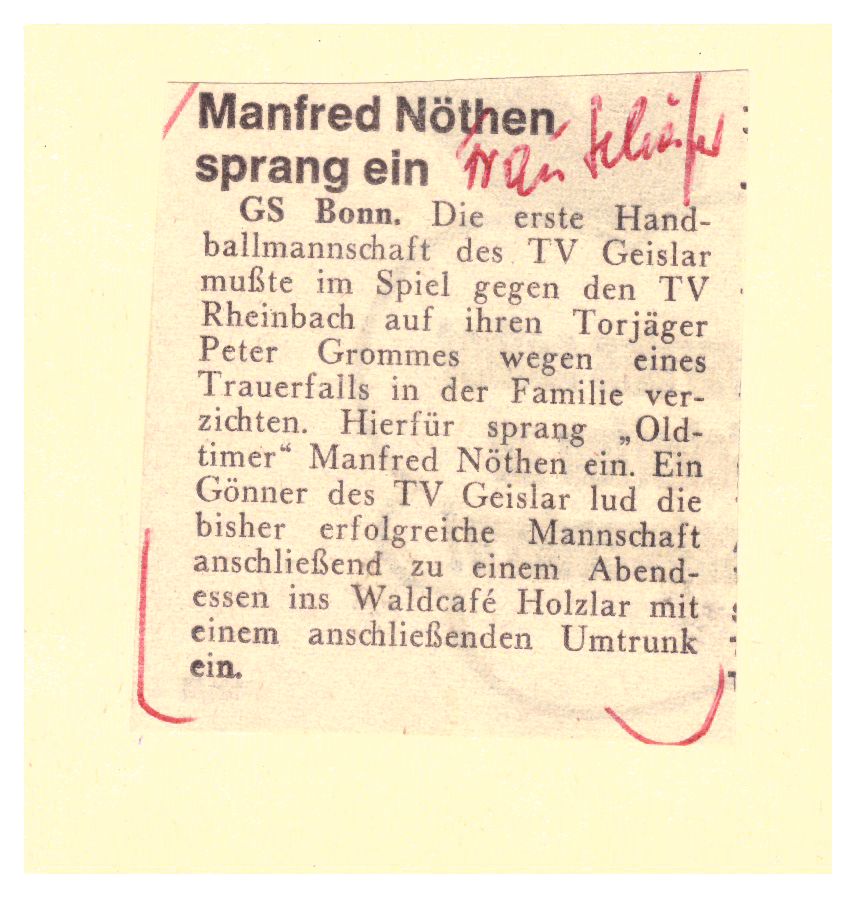 Manfred Nöthen
sprang ein
Frau Schäfer
GS Bonn. Die erste Hand-
ballmannschaft des TV Geislar
mußte im Spiel gegen den TV
Rheinbach auf ihren Torjäger
Peter Grommes wegen eines
Trauerfalls in der Familie ver-
zichten. Hierfür sprang „Old-
timer“ Manfred Nöthen ein. Ein
Gönner des TV Geislar lud die
bisher erfolgreiche Mannschaft
anschließend zu einem Abend-
essen ins Waldcafé Holzlar mit
einem anschließenden Umtrunk
ein.